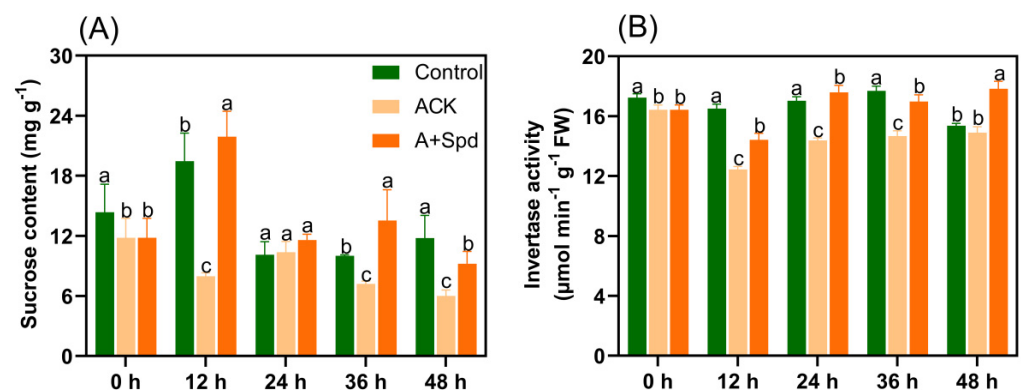 (A)
Sucrose content (mg g⁻¹)
30
24
18
12
6
0
Control
ACK
A+Spd
a b b
b c a
a a a
b c a
a c b
0 h 12 h 24 h 36 h 48 h
(B)
Invertase activity
(μmol min⁻¹ g⁻¹ FW)
20
16
12
8
4
0
a b b
a c b
a c b
a c b
b b a
0 h 12 h 24 h 36 h 48 h